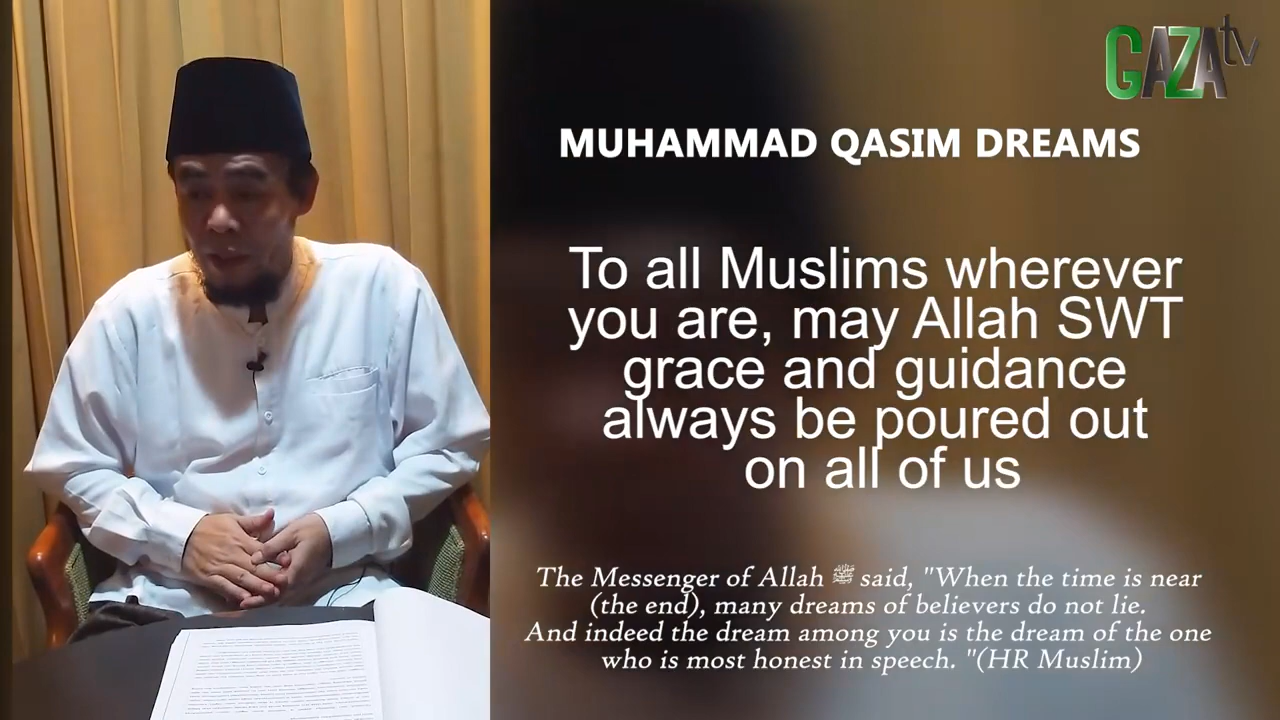 GAZAtv
MUHAMMAD QASIM DREAMS
To all Muslims wherever
you are, may Allah SWT
grace and guidance
always be poured out
on all of us
The Messenger of Allah ﷺ said, "When the time is near
(the end), many dreams of believers do not lie.
And indeed the dream among you is the dream of the one
who is most honest in speech. "(HR Muslim)